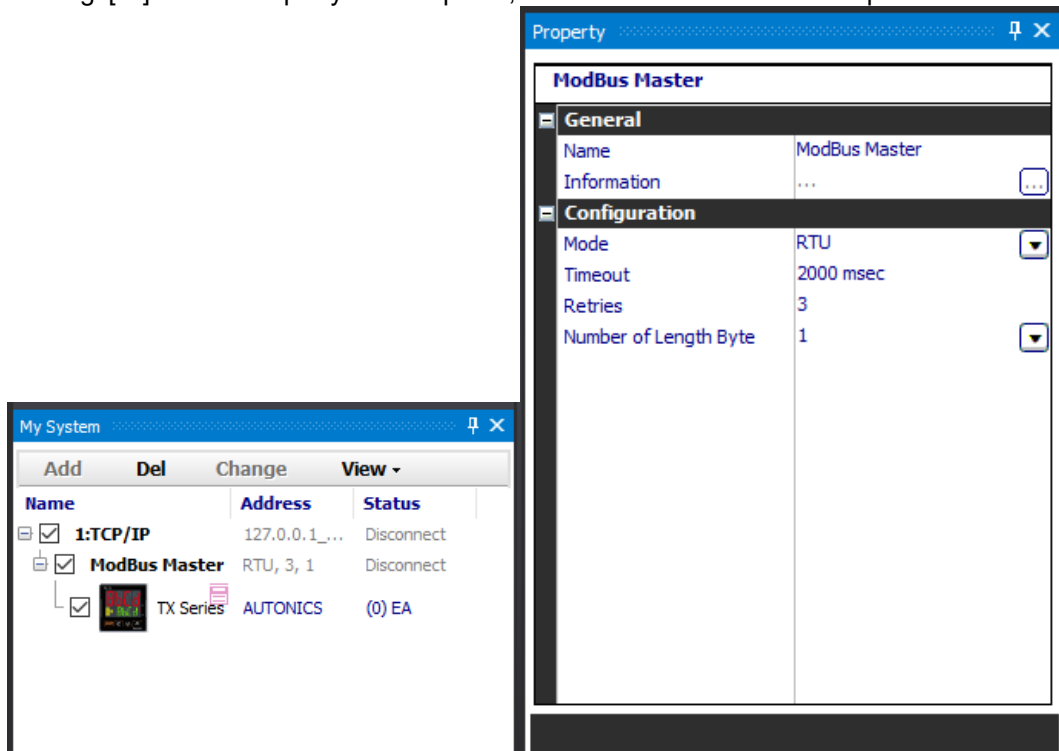 Property
ModBus Master
General
Name ModBus Master
Information ... ...
Configuration
Mode RTU
Timeout 2000 msec
Retries 3
Number of Length Byte 1
My System
Add Del Change View
Name Address Status
1:TCP/IP 127.0.0.1_... Disconnect
ModBus Master RTU, 3, 1 Disconnect
TX Series AUTONICS (0) EA